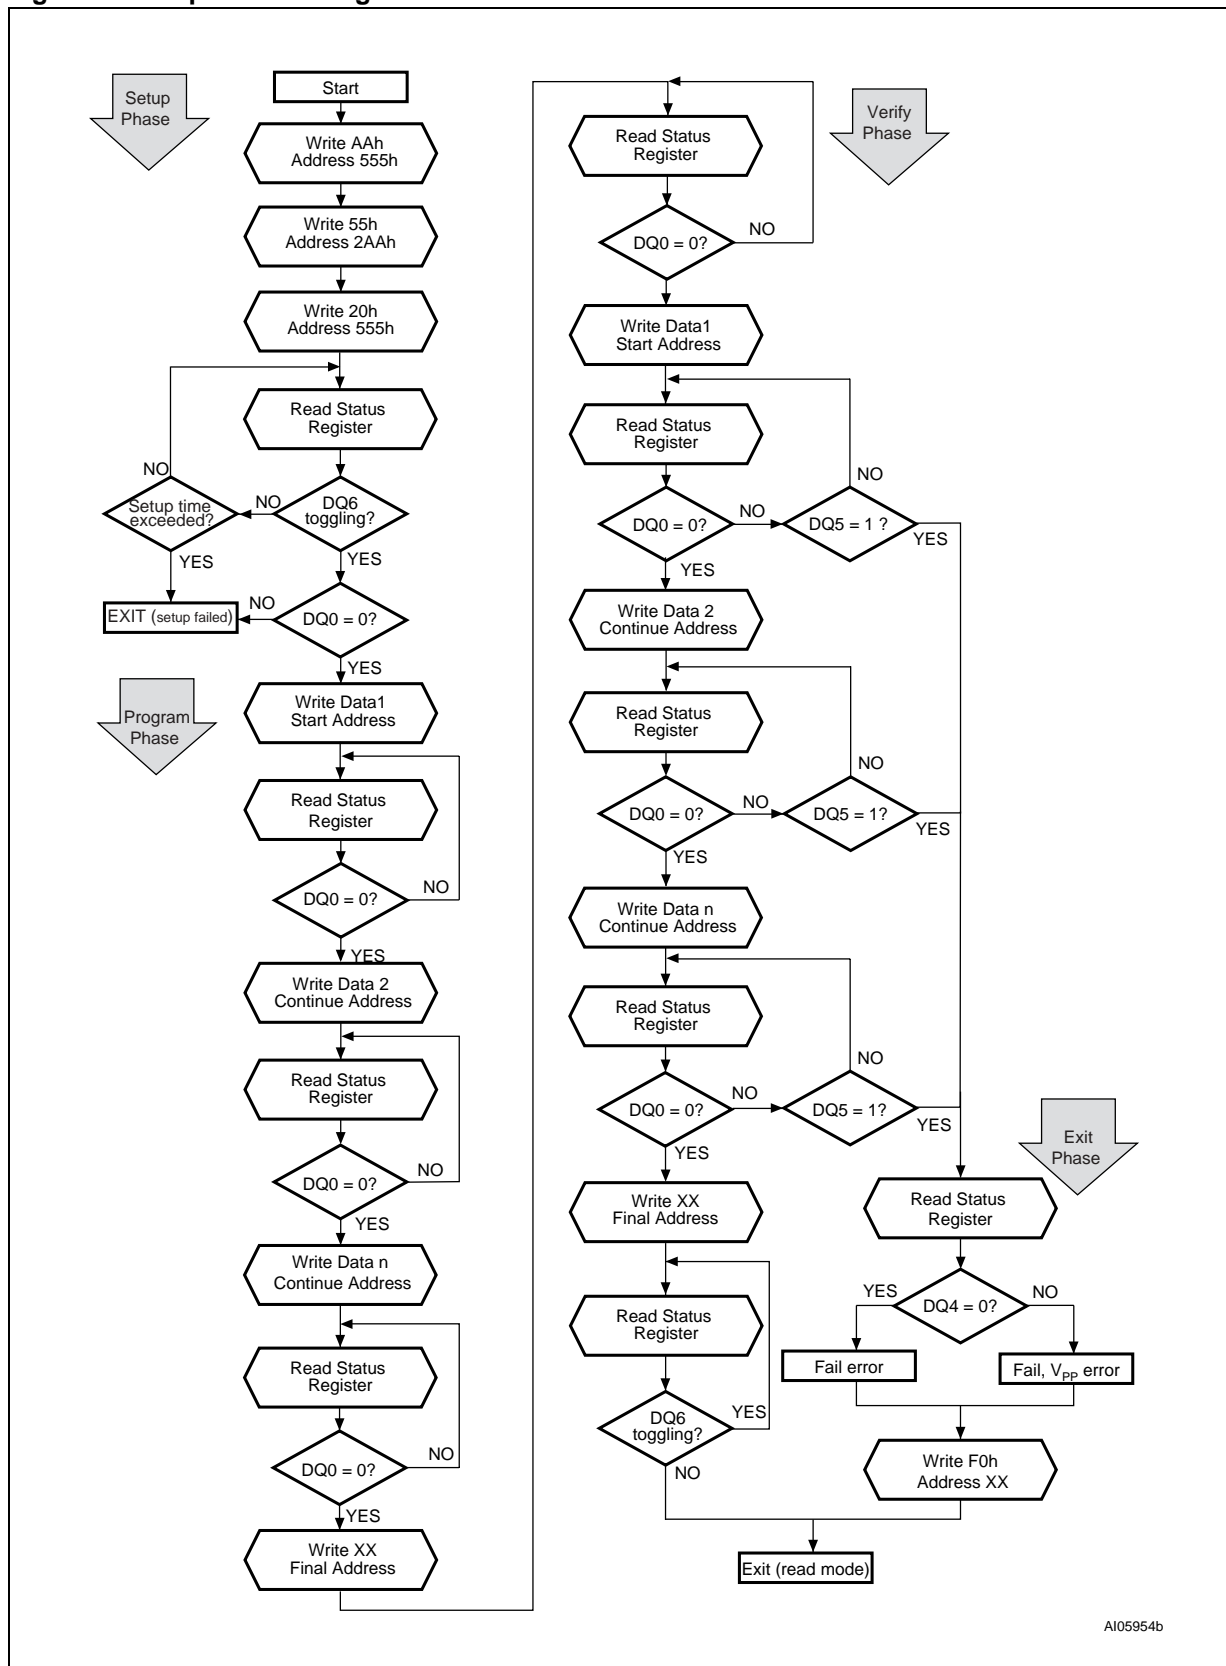 Setup
Phase
Start
Write AAh
Address 555h
Write 55h
Address 2AAh
Write 20h
Address 555h
Read Status
Register
NO
Setup time
exceeded?
NO
DQ6
toggling?
YES
YES
EXIT (setup failed)
NO
DQ0 = 0?
YES
Program
Phase
Write Data1
Start Address
Read Status
Register
DQ0 = 0?
NO
YES
Write Data 2
Continue Address
Read Status
Register
DQ0 = 0?
NO
YES
Write Data n
Continue Address
Read Status
Register
DQ0 = 0?
NO
YES
Write XX
Final Address
Verify
Phase
Read Status
Register
DQ0 = 0?
NO
Write Data1
Start Address
Read Status
Register
NO
DQ0 = 0?
NO
DQ5 = 1 ?
YES
YES
Write Data 2
Continue Address
Read Status
Register
NO
DQ0 = 0?
NO
DQ5 = 1?
YES
YES
Write Data n
Continue Address
Read Status
Register
NO
DQ0 = 0?
NO
DQ5 = 1?
YES
YES
Write XX
Final Address
Read Status
Register
DQ6
toggling?
YES
NO
Exit
Phase
Read Status
Register
YES
DQ4 = 0?
NO
Fail error
Fail, VPP error
Write F0h
Address XX
Exit (read mode)
AI05954b